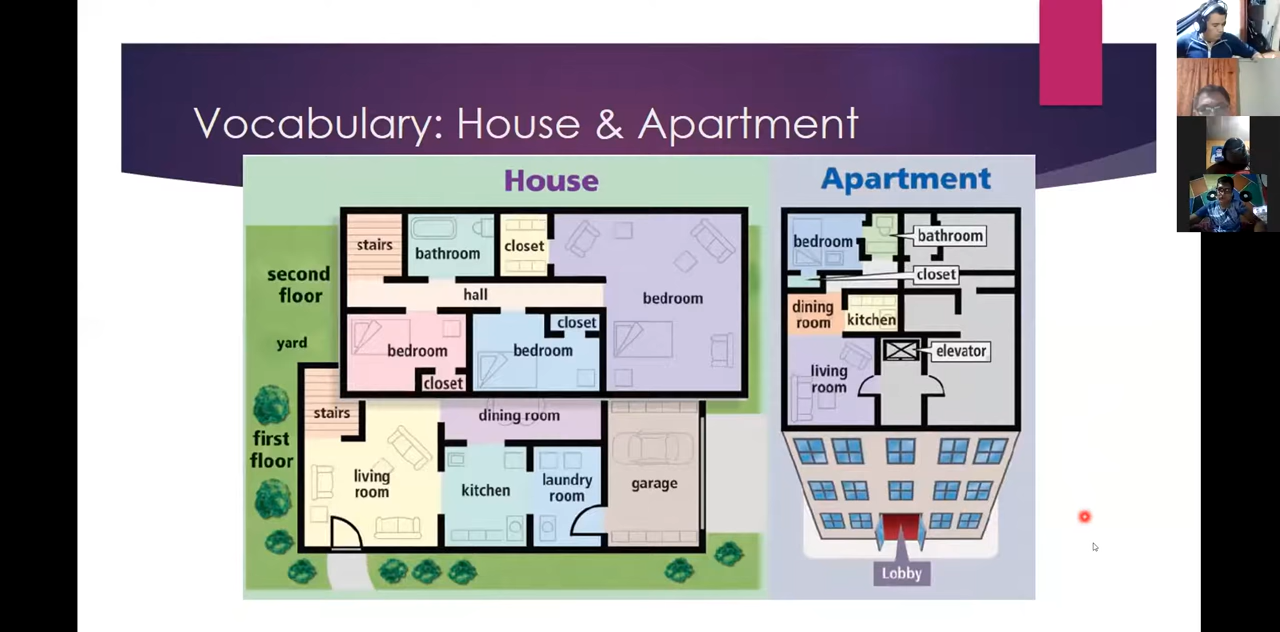 Vocabulary: House & Apartment
House
stairs
bathroom
closet
second
floor
hall
bedroom
yard
bedroom
closet
bedroom
closet
stairs
dining room
first
floor
living
room
kitchen
laundry
room
garage
Apartment
bedroom
bathroom
closet
dining
room
kitchen
elevator
living
room
Lobby